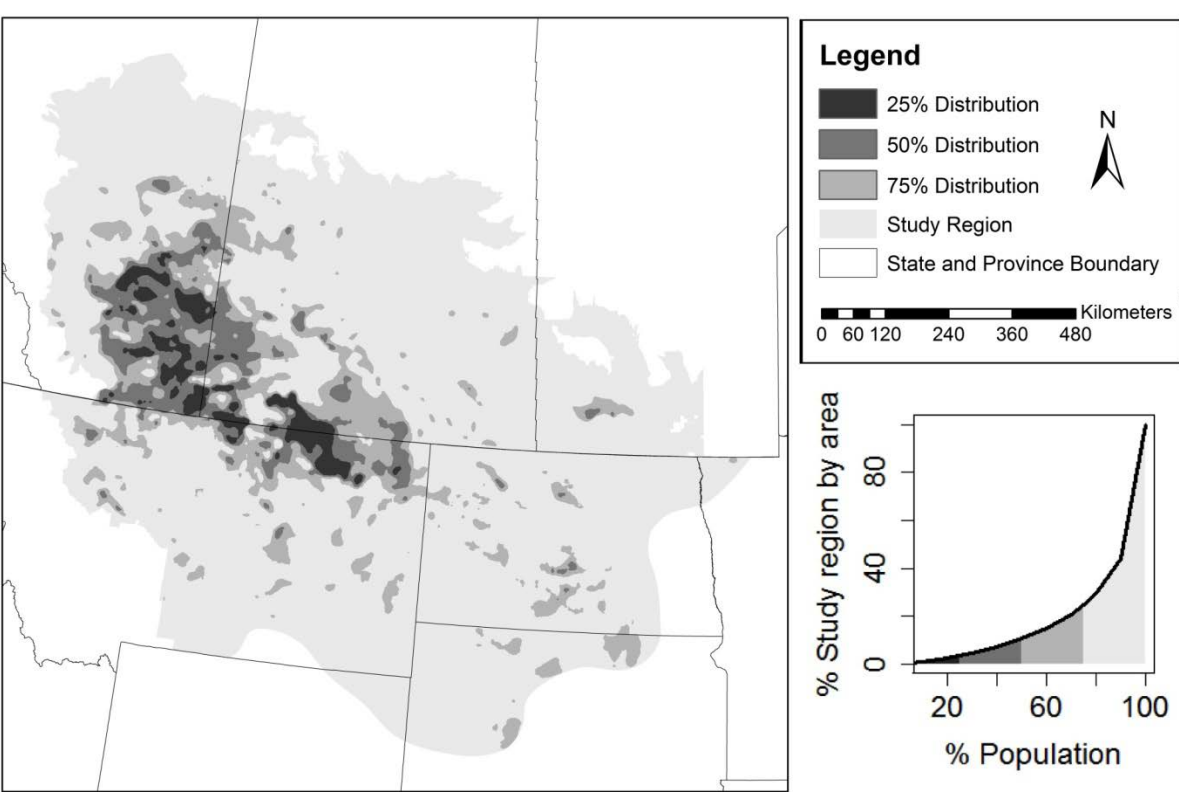 Legend
25% Distribution
50% Distribution
75% Distribution
Study Region
State and Province Boundary
N
Kilometers
0 60 120 240 360 480
% Study region by area
80
40
0
20 60 100
% Population